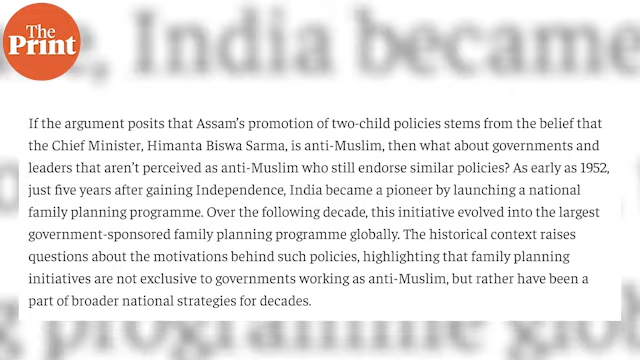 The
Print
e, India became
If the argument posits that Assam's promotion of two-child policies stems from the belief that
the Chief Minister, Himanta Biswa Sarma, is anti-Muslim, then what about governments and
leaders that aren't perceived as anti-Muslim who still endorse similar policies? As early as 1952,
just five years after gaining Independence, India became a pioneer by launching a national
family planning programme. Over the following decade, this initiative evolved into the largest
government-sponsored family planning programme globally. The historical context raises
questions about the motivations behind such policies, highlighting that family planning
initiatives are not exclusive to governments working as anti-Muslim, but rather have been a
part of broader national strategies for decades.
g programme glob